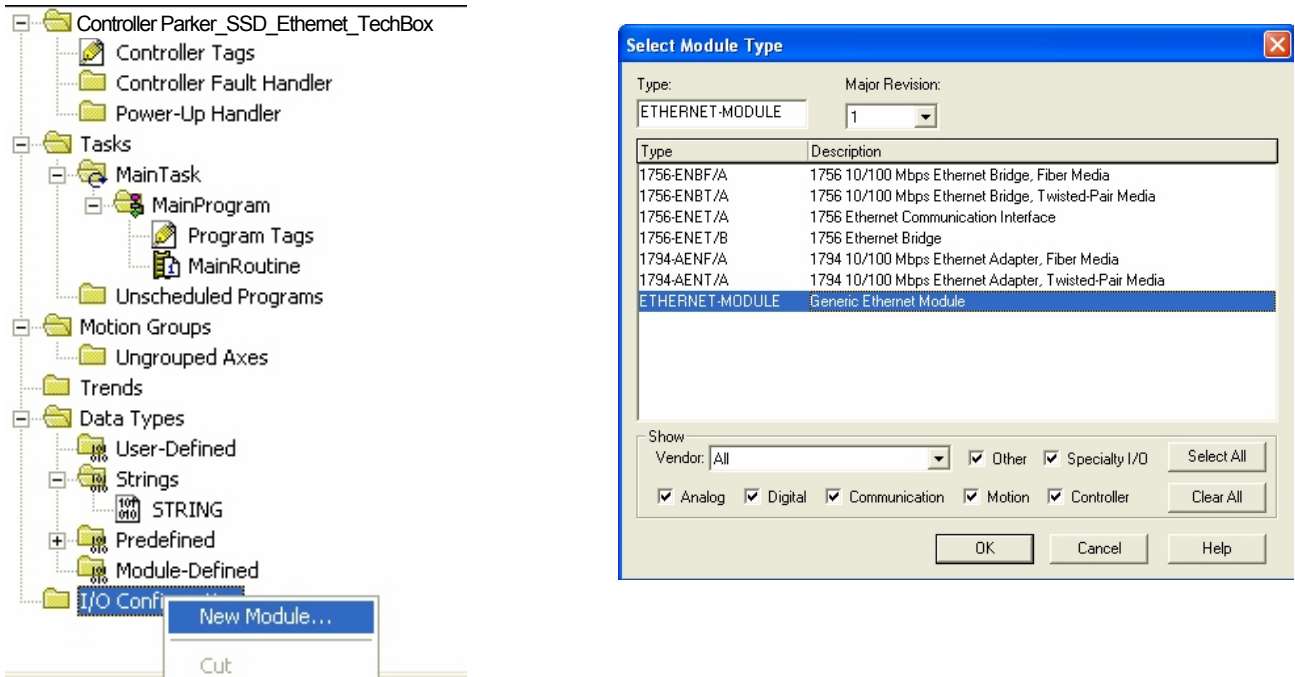 Controller Parker_SSD_Ethernet_TechBox
Controller Tags
Controller Fault Handler
Power-Up Handler
Tasks
MainTask
MainProgram
Program Tags
MainRoutine
Unscheduled Programs
Motion Groups
Ungrouped Axes
Trends
Data Types
User-Defined
Strings
STRING
Predefined
Module-Defined
I/O
New Module...
Cut
Select Module Type
Type: Major Revision:
ETHERNET-MODULE 1
Type Description
1756-ENBF/A 1756 10/100 Mbps Ethernet Bridge, Fiber Media
1756-ENBT/A 1756 10/100 Mbps Ethernet Bridge, Twisted-Pair Media
1756-ENET/A 1756 Ethernet Communication Interface
1756-ENET/B 1756 Ethernet Bridge
1794-AENF/A 1794 10/100 Mbps Ethernet Adapter, Fiber Media
1794-AENT/A 1794 10/100 Mbps Ethernet Adapter, Twisted-Pair Media
ETHERNET-MODULE Generic Ethernet Module
Show
Vendor: All Other Specialty I/O Select All
Analog Digital Communication Motion Controller Clear All
OK Cancel Help